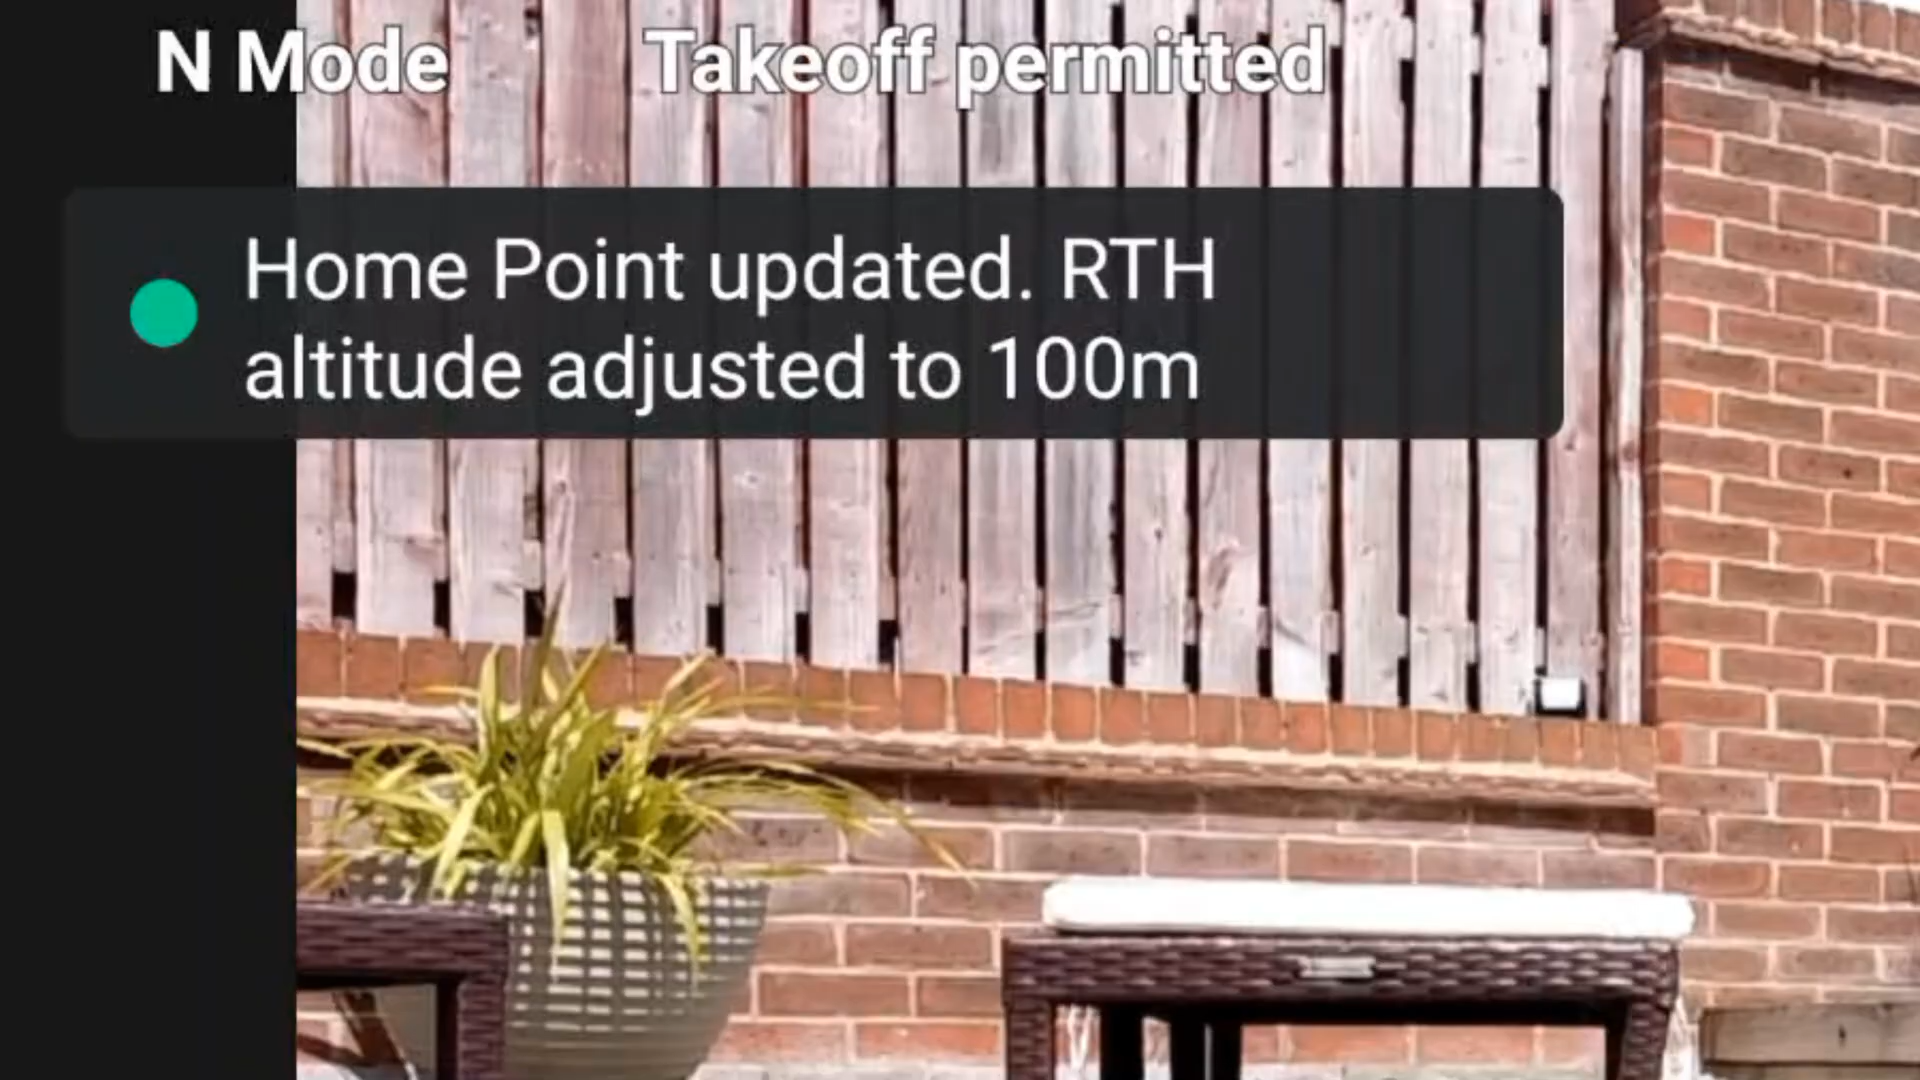 N Mode Takeoff permitted
Home Point updated. RTH
altitude adjusted to 100m